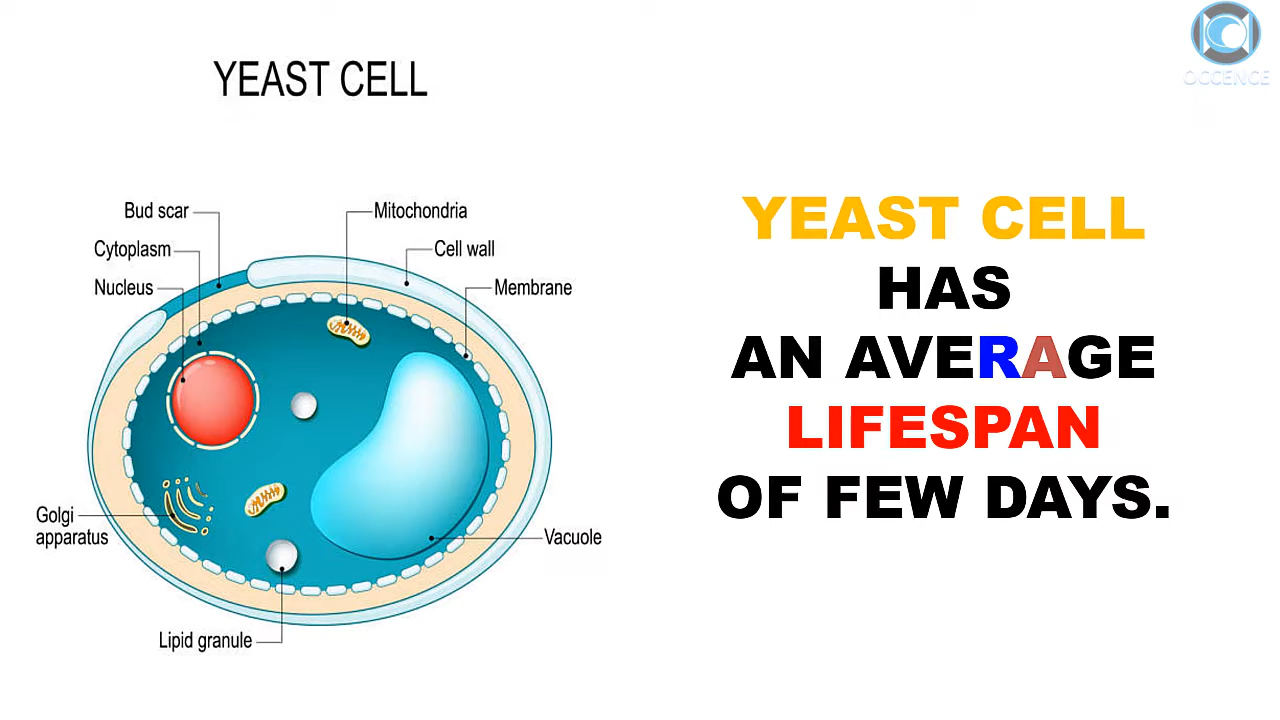 OCCENCE
YEAST CELL
Bud scar
Cytoplasm
Nucleus
Mitochondria
Cell wall
Membrane
Golgi
apparatus
Vacuole
Lipid granule
YEAST CELL
HAS
AN AVERAGE
LIFESPAN
OF FEW DAYS.